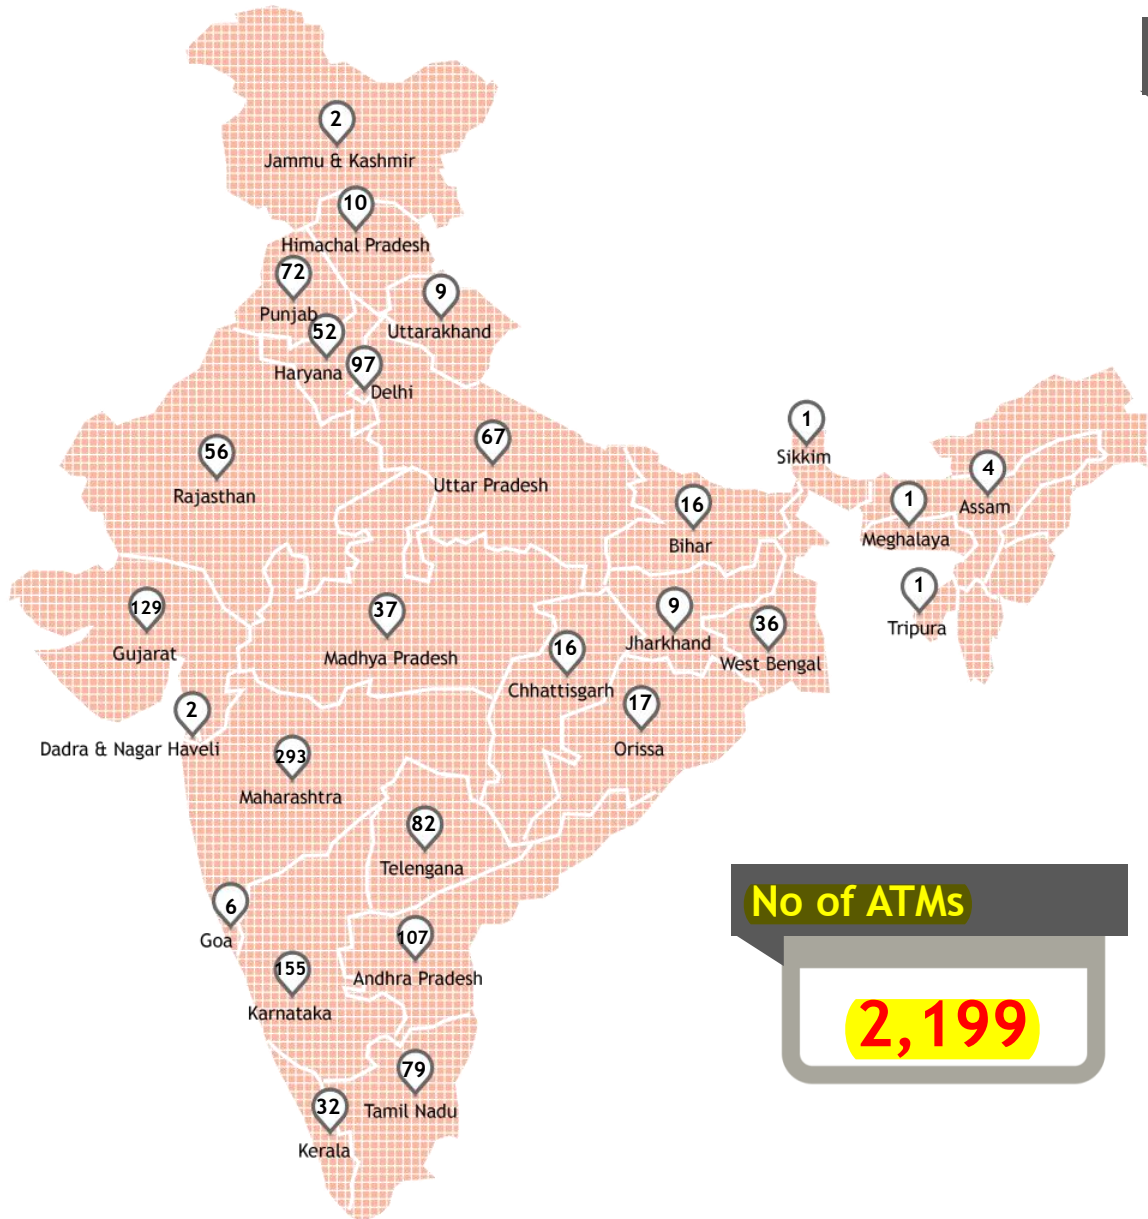 2
Jammu & Kashmir
10
Himachal Pradesh
72
Punjab
9
Uttarakhand
52
Haryana
97
Delhi
56
Rajasthan
67
Uttar Pradesh
1
Sikkim
4
Assam
1
Meghalaya
16
Bihar
1
Tripura
129
Gujarat
37
Madhya Pradesh
9
Jharkhand
36
West Bengal
16
Chhattisgarh
17
Orissa
2
Dadra & Nagar Haveli
293
Maharashtra
82
Telengana
6
Goa
107
Andhra Pradesh
155
Karnataka
79
Tamil Nadu
32
Kerala
No of ATMs
2,199